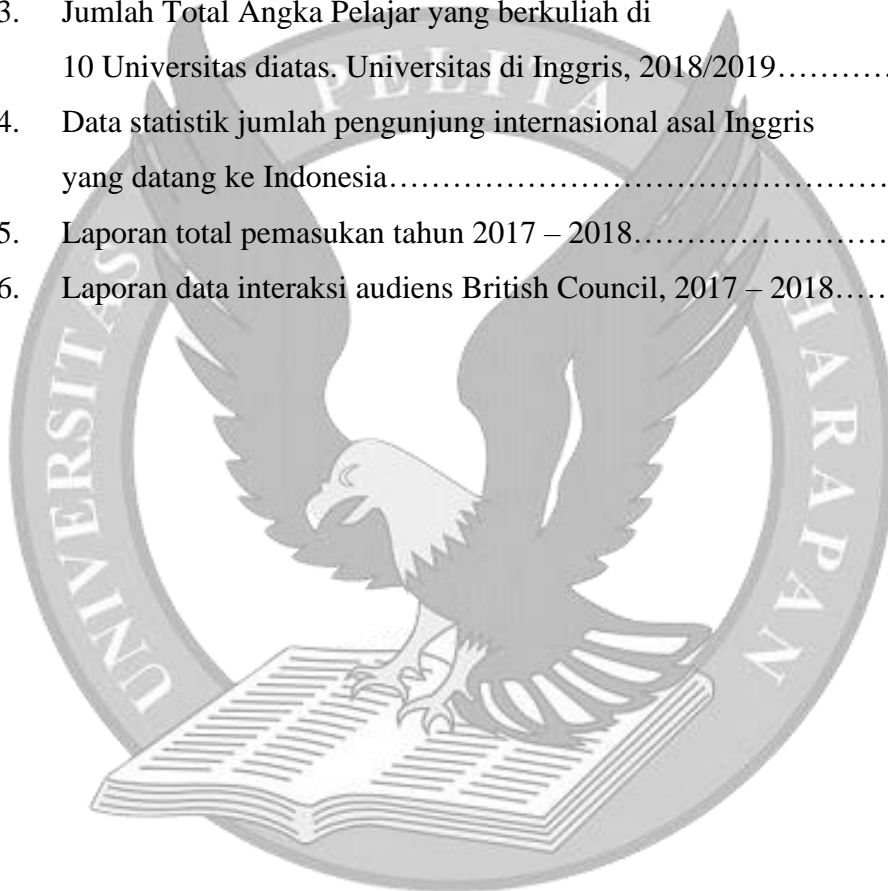 3. Jumlah Total Angka Pelajar yang berkuliah di
10 Universitas diatas. Universitas di Inggris, 2018/2019…………
4. Data statistik jumlah pengunjung internasional asal Inggris
yang datang ke Indonesia………………………………………………
5. Laporan total pemasukan tahun 2017 – 2018……………………
6. Laporan data interaksi audiens British Council, 2017 – 2018……
UNIVERSITAS PELITA HARAPAN